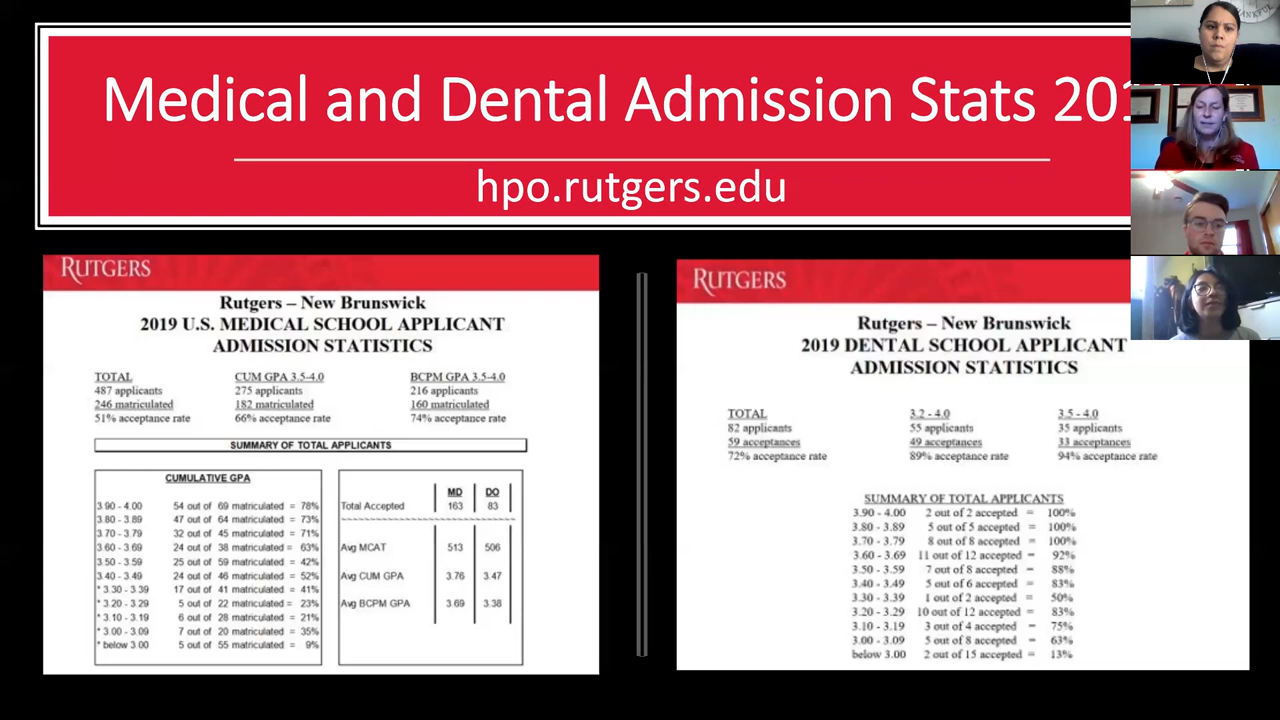 Medical and Dental Admission Stats
hpo.rutgers.edu
RUTGERS
Rutgers – New Brunswick
2019 U.S. MEDICAL SCHOOL APPLICANT
ADMISSION STATISTICS
TOTAL CUM GPA 3.5-4.0 BCPM GPA 3.5-4.0
487 applicants 275 applicants 216 applicants
246 matriculated 182 matriculated 160 matriculated
51% acceptance rate 66% acceptance rate 74% acceptance rate
SUMMARY OF TOTAL APPLICANTS
CUMULATIVE GPA
3.90 - 4.00 54 out of 69 matriculated = 78%
3.80 - 3.89 47 out of 64 matriculated = 73%
3.70 - 3.79 32 out of 45 matriculated = 71%
3.60 - 3.69 24 out of 38 matriculated = 63%
3.50 - 3.59 25 out of 59 matriculated = 42%
3.40 - 3.49 24 out of 46 matriculated = 52%
* 3.30 - 3.39 17 out of 41 matriculated = 41%
* 3.20 - 3.29 5 out of 22 matriculated = 23%
* 3.10 - 3.19 6 out of 28 matriculated = 21%
* 3.00 - 3.09 7 out of 20 matriculated = 35%
* below 3.00 5 out of 55 matriculated = 9%
MD DO
Total Accepted 163 83
Avg MCAT 513 506
Avg CUM GPA 3.76 3.47
Avg BCPM GPA 3.69 3.38
RUTGERS
Rutgers – New Brunswick
2019 DENTAL SCHOOL APPLICANT
ADMISSION STATISTICS
TOTAL 3.2 - 4.0 3.5 - 4.0
82 applicants 55 applicants 35 applicants
59 acceptances 49 acceptances 33 acceptances
72% acceptance rate 89% acceptance rate 94% acceptance rate
SUMMARY OF TOTAL APPLICANTS
3.90 - 4.00 2 out of 2 accepted = 100%
3.80 - 3.89 5 out of 5 accepted = 100%
3.70 - 3.79 8 out of 8 accepted = 100%
3.60 - 3.69 11 out of 12 accepted = 92%
3.50 - 3.59 7 out of 8 accepted = 88%
3.40 - 3.49 5 out of 6 accepted = 83%
3.30 - 3.39 1 out of 2 accepted = 50%
3.20 - 3.29 10 out of 12 accepted = 83%
3.10 - 3.19 3 out of 4 accepted = 75%
3.00 - 3.09 5 out of 8 accepted = 63%
below 3.00 2 out of 15 accepted = 13%